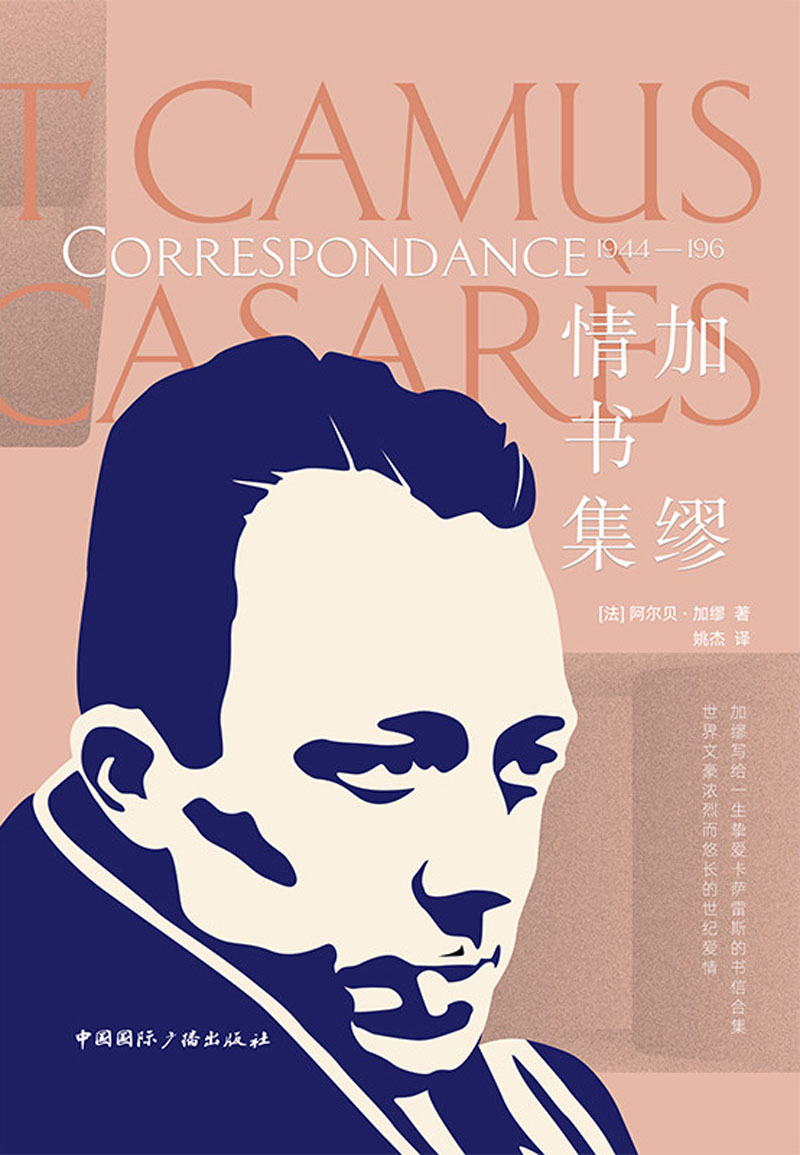 T CAMUS
CORRESPONDANCE 1944—196
CASARÈS
加缪
情书集
[法] 阿尔贝·加缪 著
姚杰 译
加缪写给一生挚爱卡萨雷斯的书信合集
世界文豪浓烈而悠长的世纪爱情
中国国际广播出版社